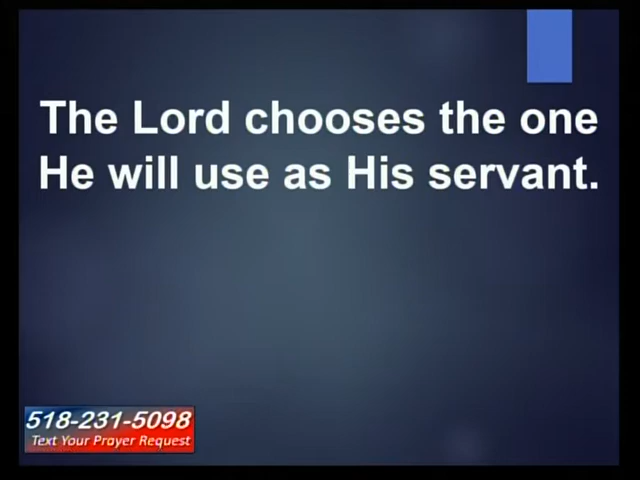 The Lord chooses the one
He will use as His servant.
518-231-5098
Text Your Prayer Request